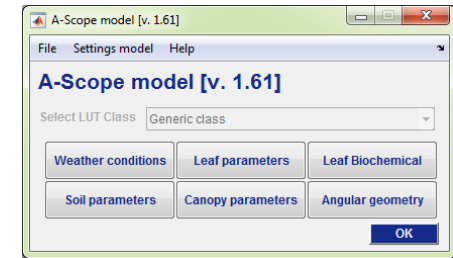 A-Scope model [v. 1.61]
File Settings model Help
A-Scope model [v. 1.61]
Select LUT Class Generic class
Weather conditions Leaf parameters Leaf Biochemical
Soil parameters Canopy parameters Angular geometry
OK